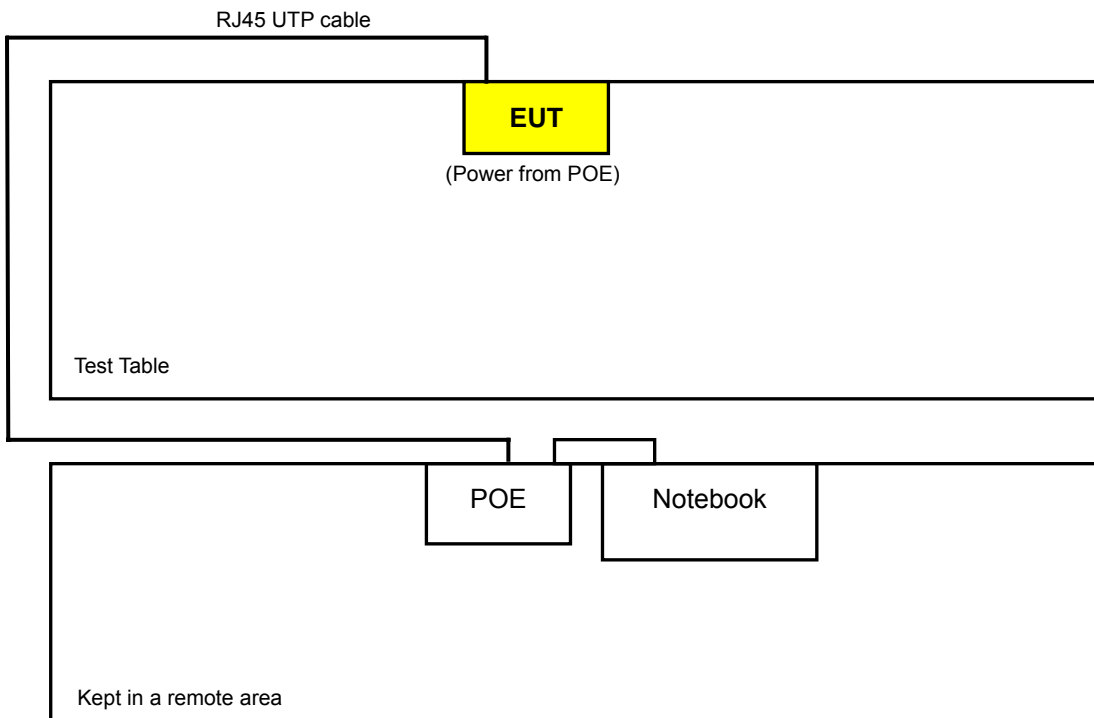 RJ45 UTP cable
EUT
(Power from POE)
Test Table
POE
Notebook
Kept in a remote area